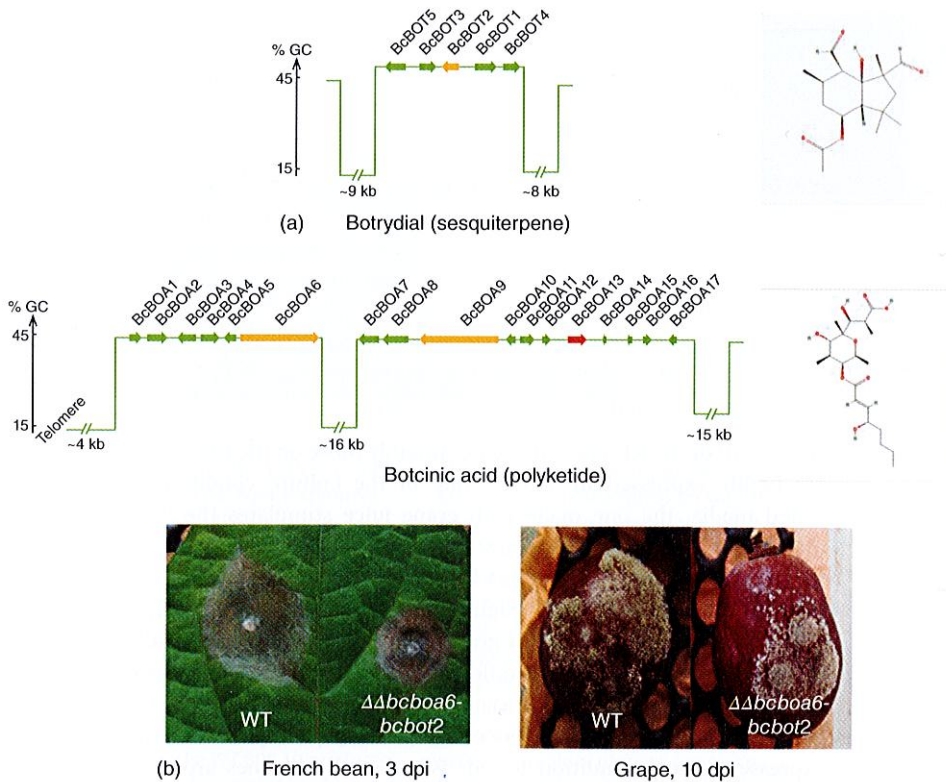 BcBOT5 BcBOT3 BcBOT2 BcBOT1 BcBOT4
% GC
45
15
~9 kb ~8 kb
(a) Botrydial (sesquiterpene)
BcBOA1 BcBOA2 BcBOA3 BcBOA4 BcBOA5 BcBOA6 BcBOA7 BcBOA8 BcBOA9 BcBOA10 BcBOA11 BcBOA12 BcBOA13 BcBOA14 BcBOA15 BcBOA16 BcBOA17
% GC
45
15
Telomere
~4 kb ~16 kb ~15 kb
Botcinic acid (polyketide)
WT ΔΔbcboa6-
bcbot2
WT ΔΔbcboa6-
bcbot2
(b) French bean, 3 dpi Grape, 10 dpi